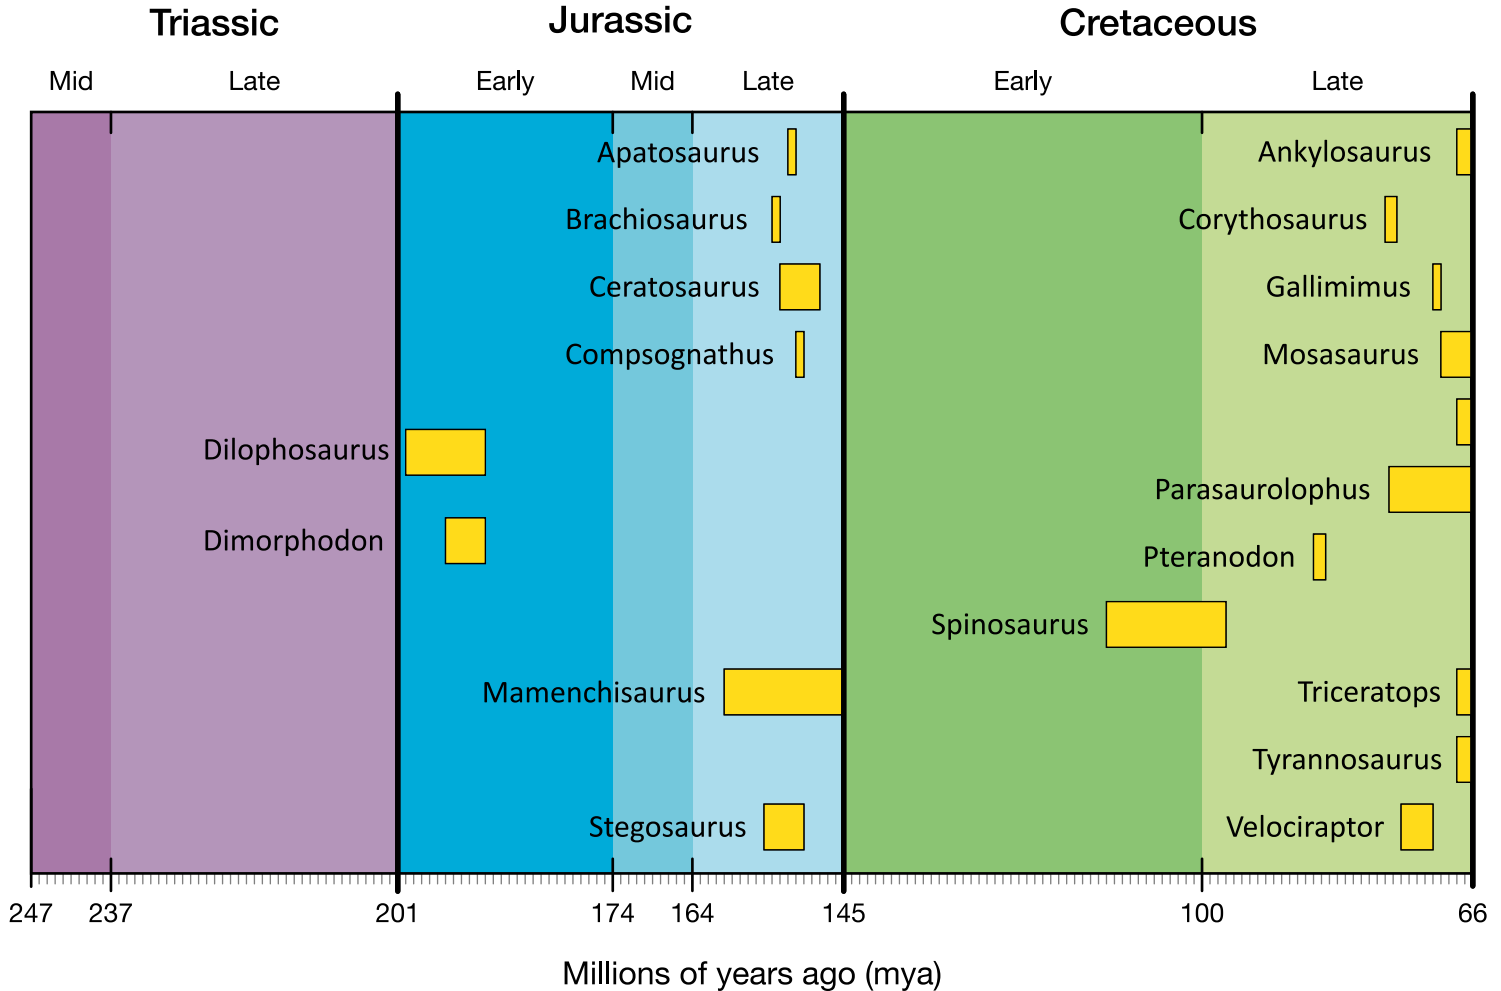 Triassic Jurassic Cretaceous
Mid Late Early Mid Late Early Late
Apatosaurus Ankylosaurus
Brachiosaurus Corythosaurus
Ceratosaurus Gallimimus
Compsognathus Mosasaurus
Dilophosaurus
Parasaurolophus
Dimorphodon
Pteranodon
Spinosaurus
Mamenchisaurus Triceratops
Tyrannosaurus
Stegosaurus Velociraptor
247 237 201 174 164 145 100 66
Millions of years ago (mya)